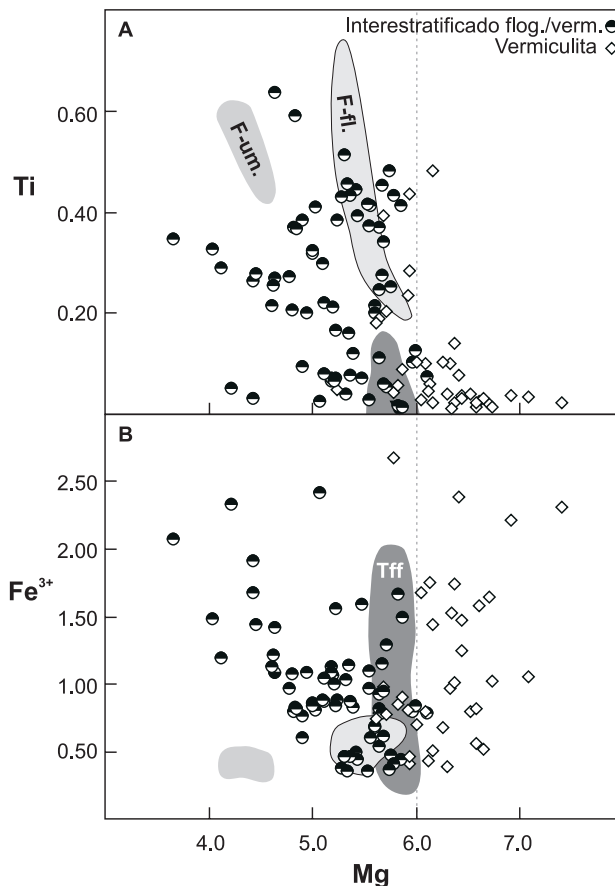 A
Interestratificado flog./verm.
Vermiculita
0.60
F-um.
F-fl.
Ti
0.40
0.20
B
2.50
2.00
Tff
Fe³⁺
1.50
1.00
0.50
4.0 5.0 6.0 7.0
Mg